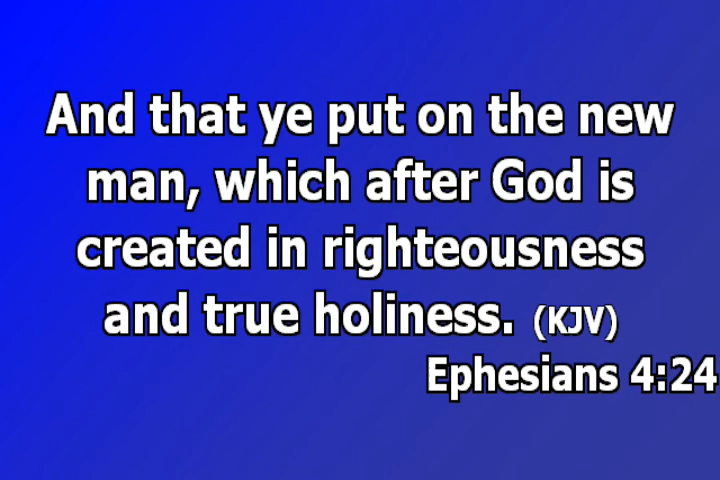 And that ye put on the new
man, which after God is
created in righteousness
and true holiness. (KJV)
Ephesians 4:24